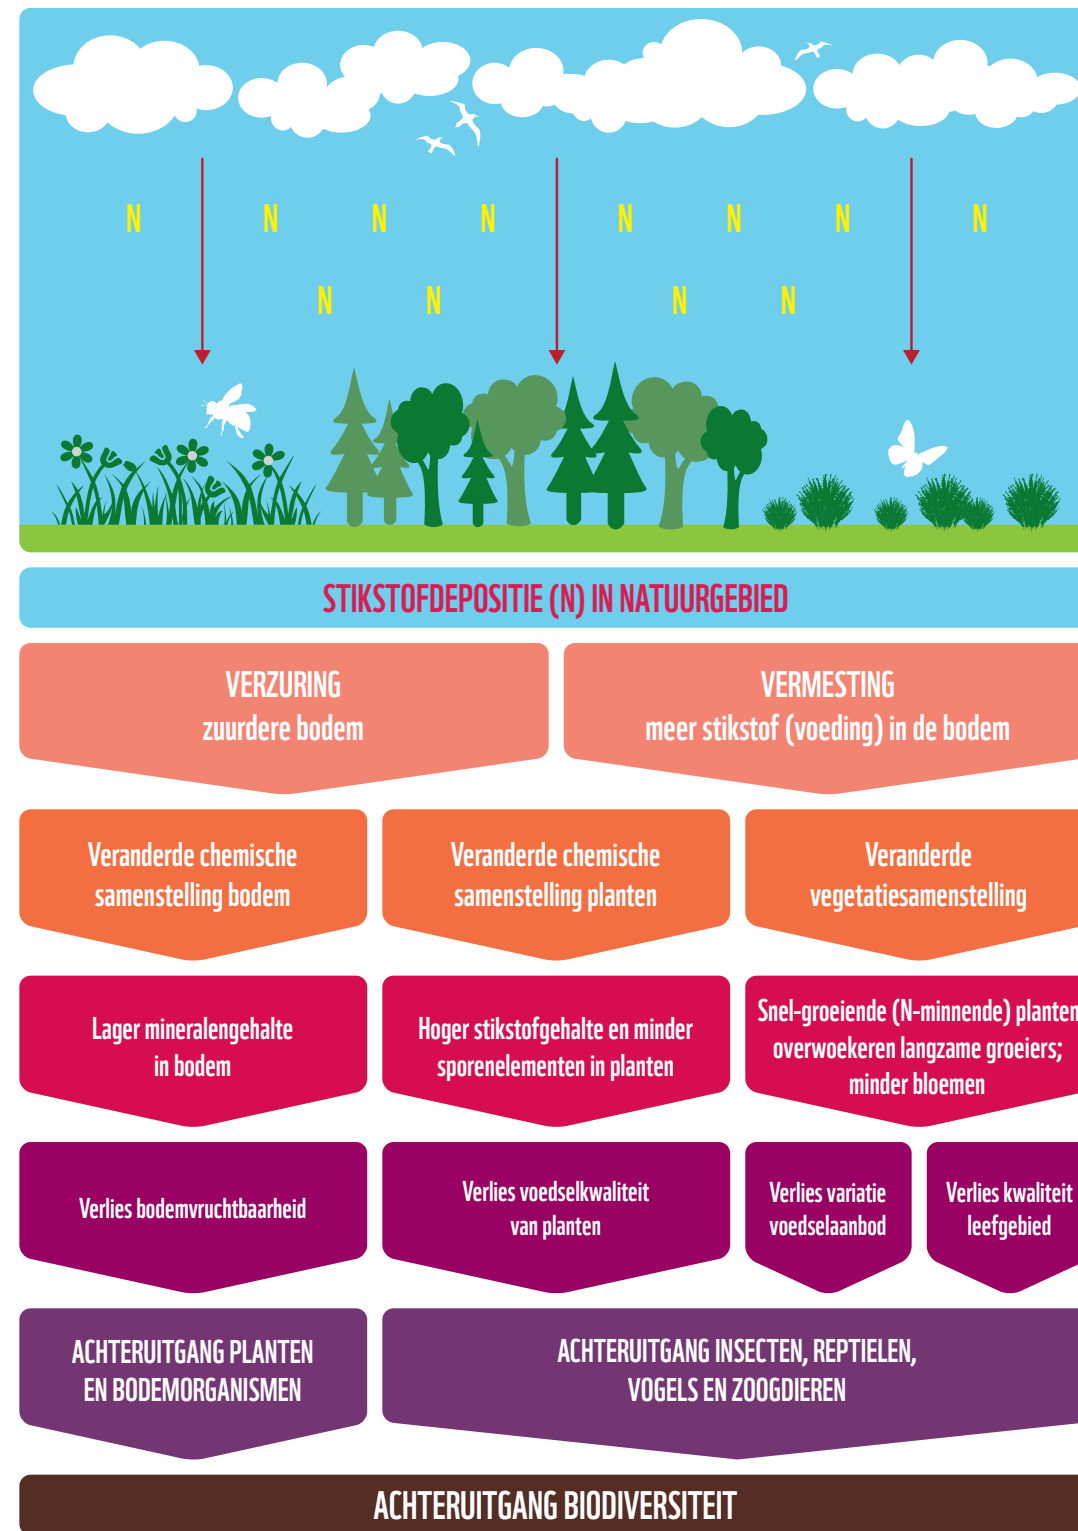 N N N N N N N N
N N N N
STIKSTOFDEPOSITIE (N) IN NATUURGEBIED
VERZURING
zuurdere bodem
VERMESTING
meer stikstof (voeding) in de bodem
Veranderde chemische
samenstelling bodem
Veranderde chemische
samenstelling planten
Veranderde
vegetatiesamenstelling
Lager mineralengehalte
in bodem
Hoger stikstofgehalte en minder
sporenelementen in planten
Snel-groeiende (N-minnende) planten
overwoekeren langzame groeiers;
minder bloemen
Verlies bodemvruchtbaarheid
Verlies voedselkwaliteit
van planten
Verlies variatie
voedselaanbod
Verlies kwaliteit
leefgebied
ACHTERUITGANG PLANTEN
EN BODEMORGANISMEN
ACHTERUITGANG INSECTEN, REPTIELEN,
VOGELS EN ZOOGDIEREN
ACHTERUITGANG BIODIVERSITEIT